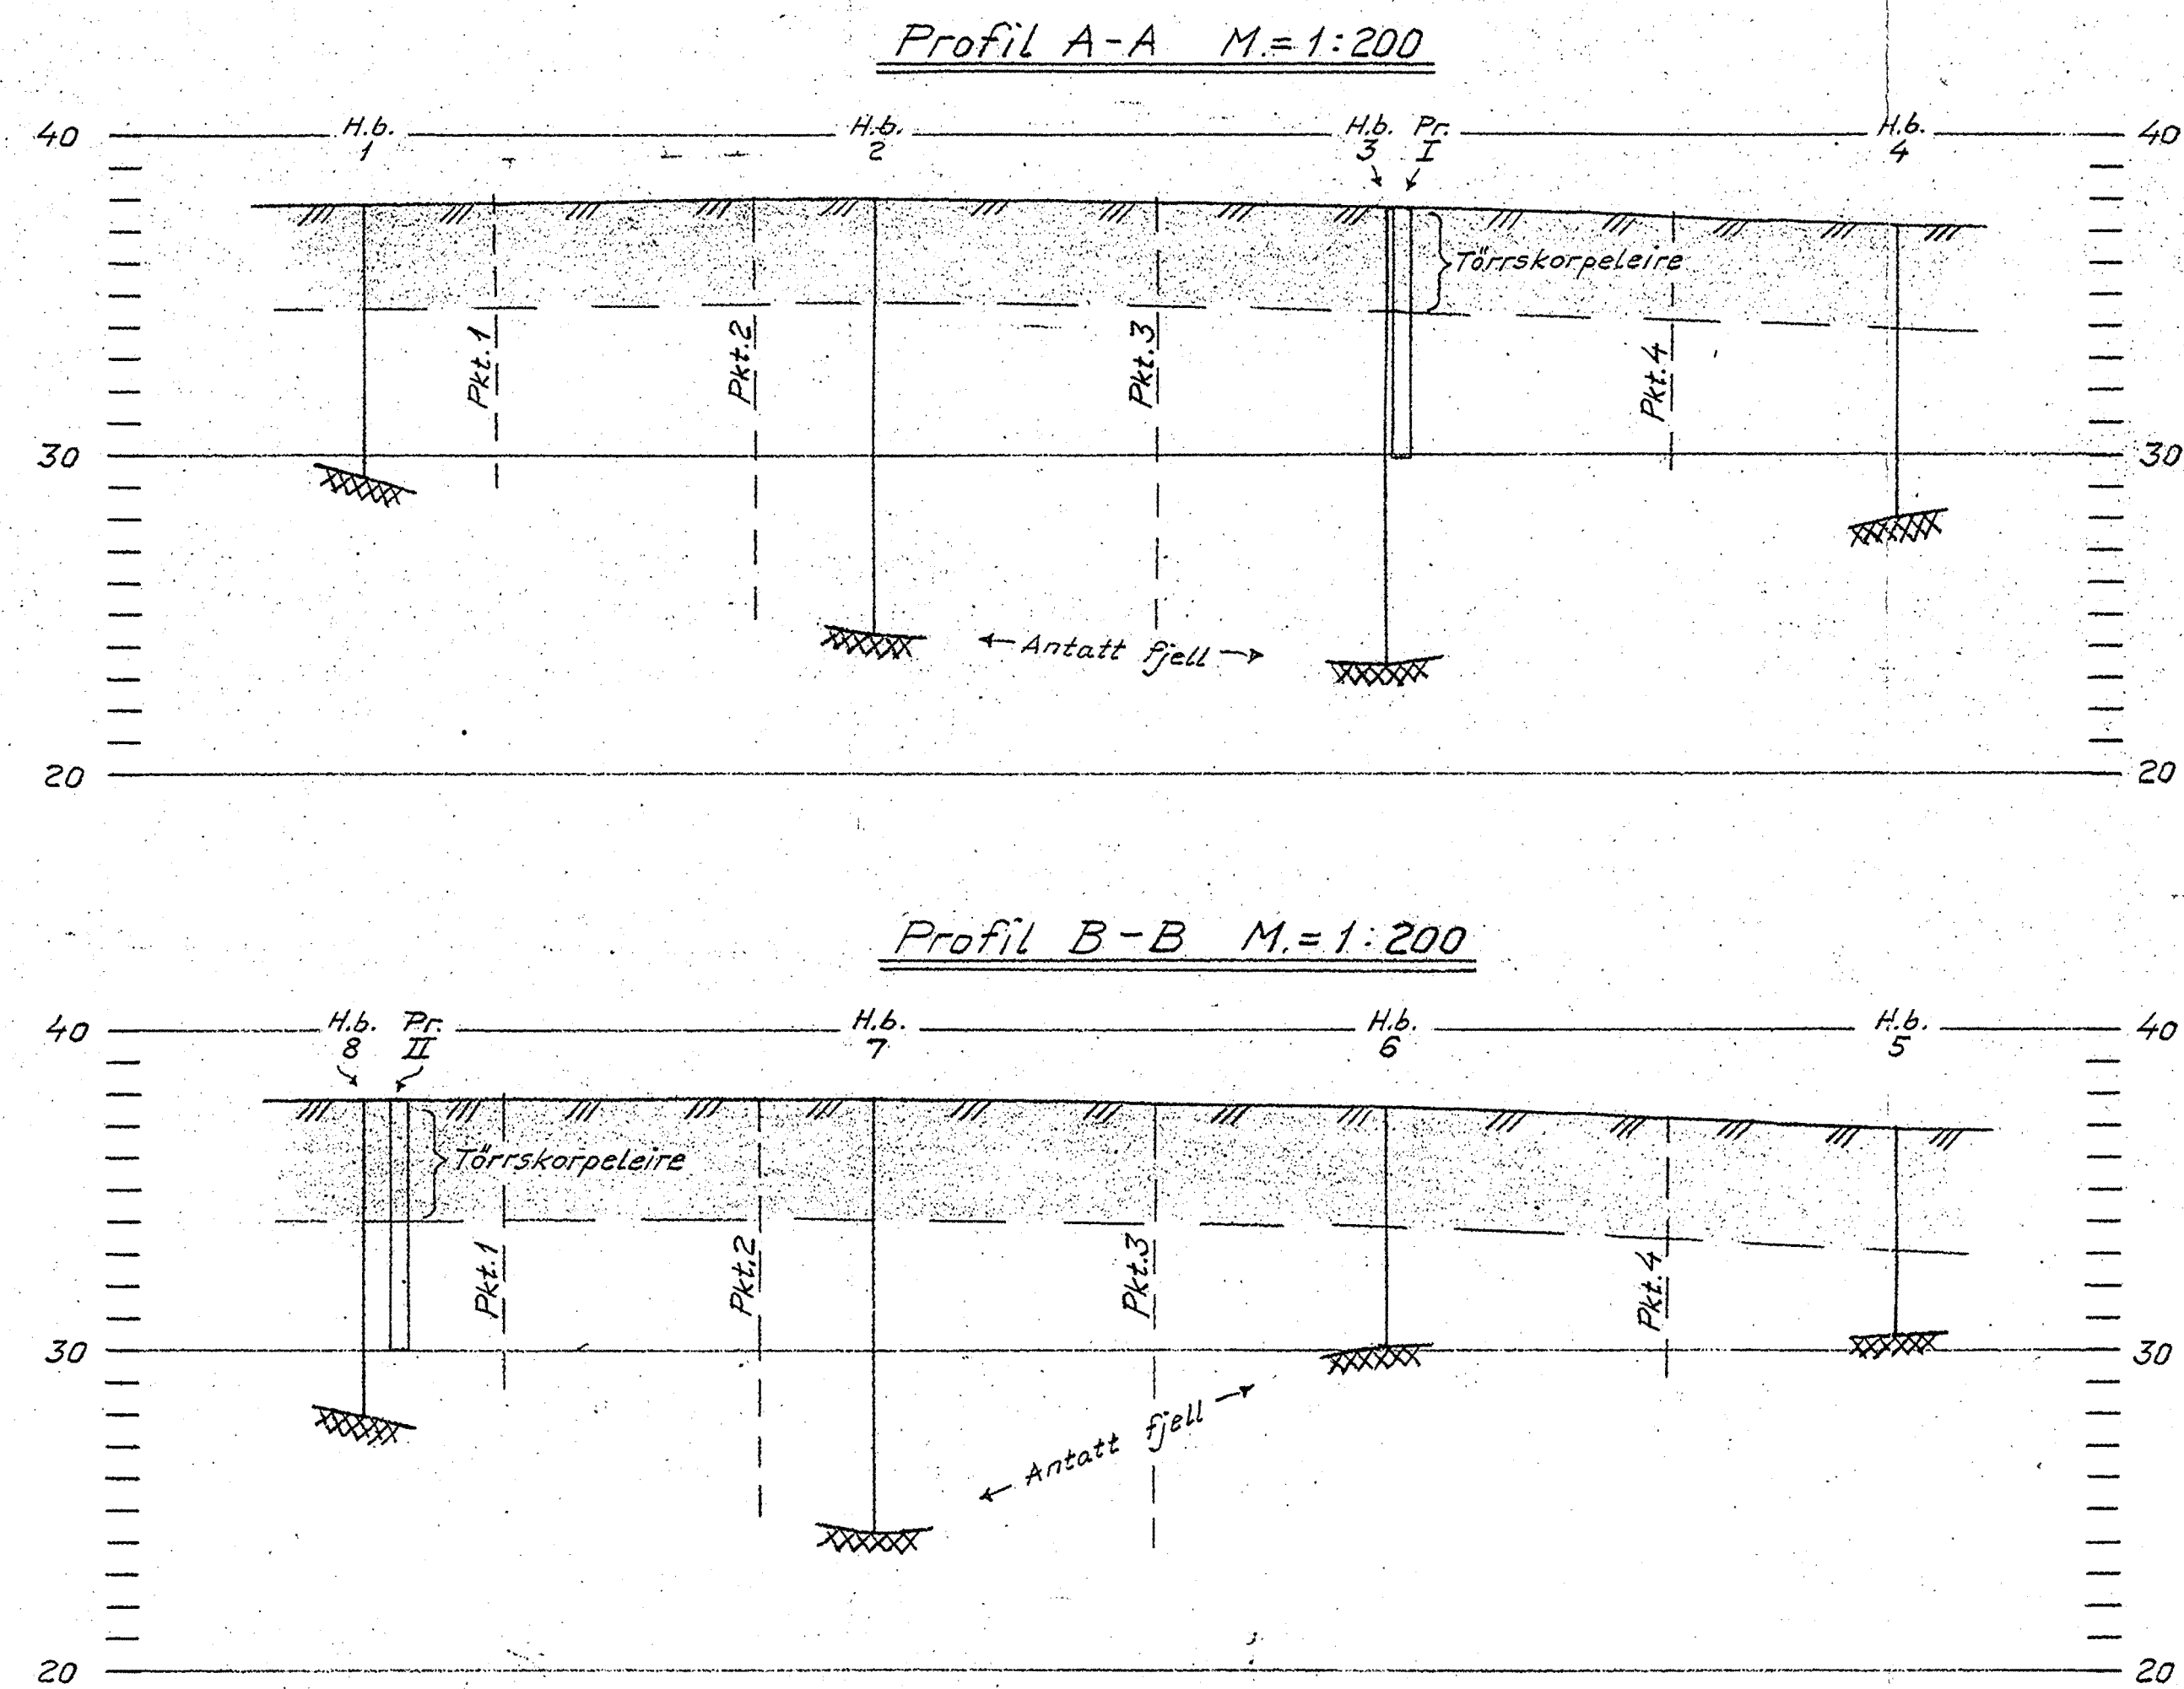 Profil A-A M.=1:200
40 H.b. H.b. H.b. Pr. H.b. 40
1 2 3 I 4
Törrskorpeleire
Pkt.1 Pkt.2 Pkt.3 Pkt.4
30 30
← Antatt fjell →
20 20
Profil B-B M.=1:200
40 H.b. Pr. H.b. H.b. H.b. 40
8 II 7 6 5
Törrskorpeleire
Pkt.1 Pkt.2 Pkt.3 Pkt.4
30 30
← Antatt fjell →
20 20